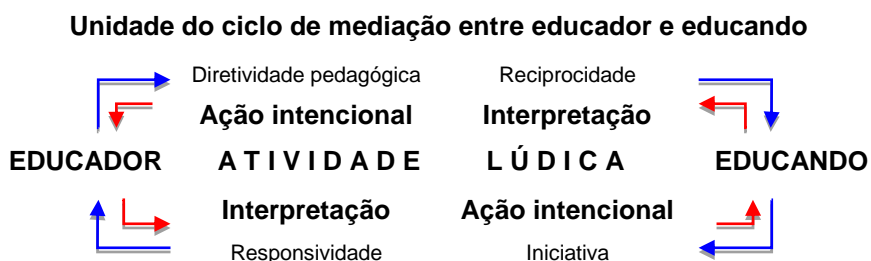 Unidade do ciclo de mediação entre educador e educando
Diretividade pedagógica Reciprocidade
Ação intencional Interpretação
EDUCADOR A T I V I D A D E L Ú D I C A EDUCANDO
Interpretação Ação intencional
Responsividade Iniciativa